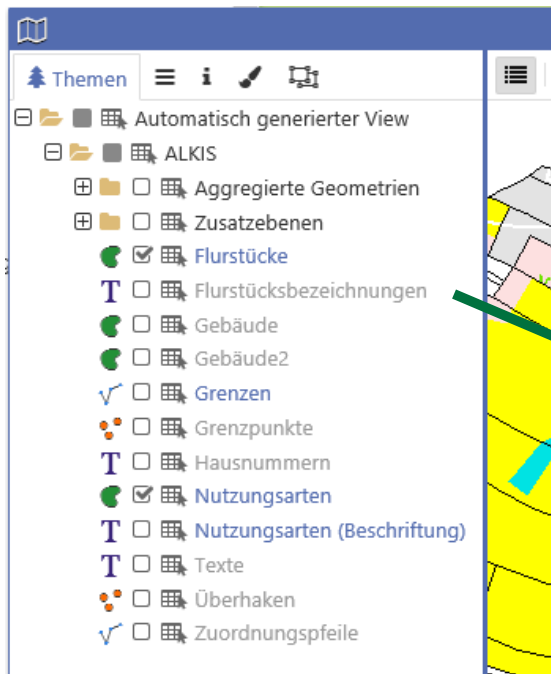 Themen
Automatisch generierter View
ALKIS
Aggregierte Geometrien
Zusatzebenen
Flurstücke
T Flurstücksbezeichnungen
Gebäude
Gebäude2
Grenzen
Grenzpunkte
T Hausnummern
Nutzungsarten
T Nutzungsarten (Beschriftung)
T Texte
Überhaken
Zuordnungspfeile